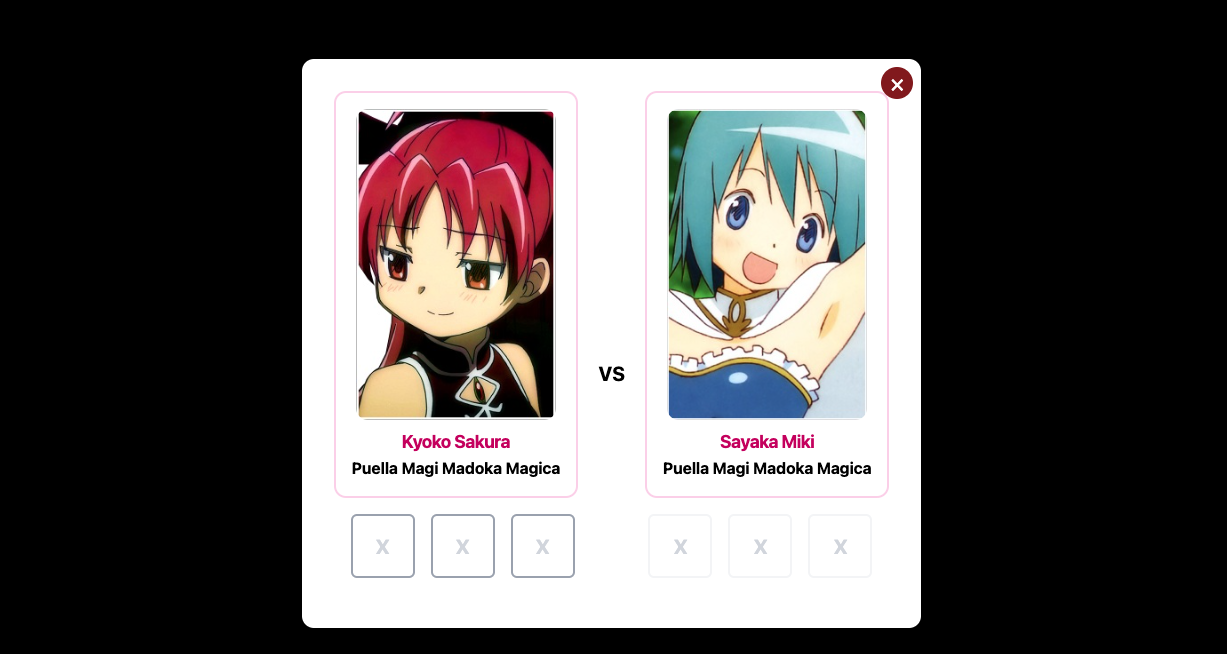 ×
VS
Kyoko Sakura
Puella Magi Madoka Magica
Sayaka Miki
Puella Magi Madoka Magica
X X X
X X X